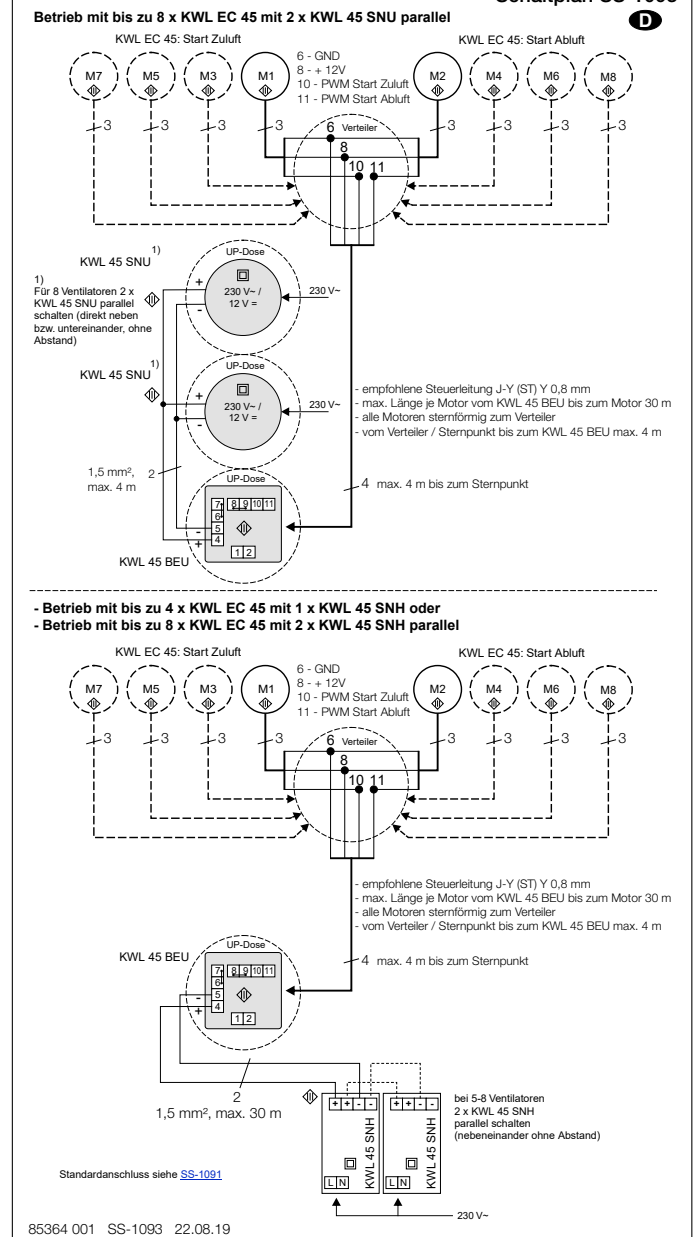 Betrieb mit bis zu 8 x KWL EC 45 mit 2 x KWL SNU parallel
D
KWL EC 45: Start Zuluft
6 - GND
8 - + 12V
10 - PWM Start Zuluft
11 - PWM Start Abluft
KWL EC 45: Start Abluft
M7 M5 M3 M1 M2 M4 M6 M8
3 3 3 3 3 3 3 3
6 Verteiler
8
10 11
KWL 45 SNU 1)
UP-Dose
1)
Für 8 Ventilatoren 2 x
KWL 45 SNU parallel
schalten (direkt neben
bzw. untereinander, ohne
Abstand)
+
-
230 V~ /
12 V =
230 V~
KWL 45 SNU 1)
UP-Dose
+
-
230 V~ /
12 V =
230 V~
- empfohlene Steuerleitung J-Y (ST) Y 0,8 mm
- max. Länge je Motor vom KWL 45 BEU bis zum Motor 30 m
- alle Motoren sternförmig zum Verteiler
- vom Verteiler / Sternpunkt bis zum KWL 45 BEU max. 4 m
1,5 mm², 2
max. 4 m
UP-Dose
4 max. 4 m bis zum Sternpunkt
7 8 9 10 11
6
- 5
+ 4
1 2
KWL 45 BEU
- Betrieb mit bis zu 4 x KWL EC 45 mit 1 x KWL 45 SNH oder
- Betrieb mit bis zu 8 x KWL EC 45 mit 2 x KWL 45 SNH parallel
KWL EC 45: Start Zuluft
6 - GND
8 - + 12V
10 - PWM Start Zuluft
11 - PWM Start Abluft
KWL EC 45: Start Abluft
M7 M5 M3 M1 M2 M4 M6 M8
3 3 3 3 3 3 3 3
6 Verteiler
8
10 11
- empfohlene Steuerleitung J-Y (ST) Y 0,8 mm
- max. Länge je Motor vom KWL 45 BEU bis zum Motor 30 m
- alle Motoren sternförmig zum Verteiler
- vom Verteiler / Sternpunkt bis zum KWL 45 BEU max. 4 m
KWL 45 BEU
UP-Dose
4 max. 4 m bis zum Sternpunkt
7 8 9 10 11
6
- 5
+ 4
1 2
2
1,5 mm², max. 30 m
+ + - -
+ + - -
KWL 45 SNH
KWL 45 SNH
L N
L N
bei 5-8 Ventilatoren
2 x KWL 45 SNH
parallel schalten
(nebeneinander ohne Abstand)
Standardanschluss siehe SS-1091
230 V~
85364 001 SS-1093 22.08.19